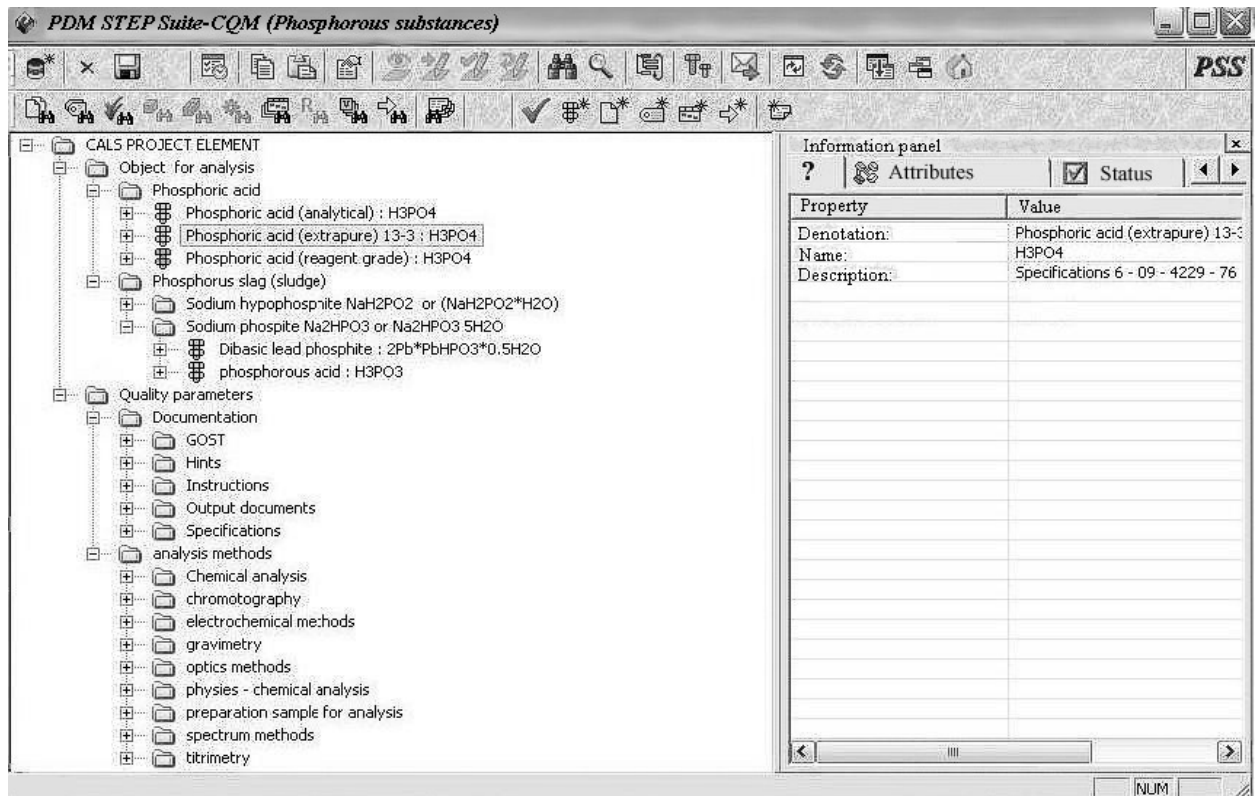 PDM STEP Suite-CQM (Phosphorous substances)
PSS
CALS PROJECT ELEMENT
Object for analysis
Phosphoric acid
Phosphoric acid (analytical) : H3PO4
Phosphoric acid (extrapure) 13-3 : H3PO4
Phosphoric acid (reagent grade) : H3PO4
Phosphorus slag (sludge)
Sodium hypophosphite NaH2PO2 or (NaH2PO2*H2O)
Sodium phospite Na2HPO3 or Na2HPO3 5H2O
Dibasic lead phosphite : 2Pb*PbHPO3*0.5H2O
phosphorous acid : H3PO3
Quality parameters
Documentation
GOST
Hints
Instructions
Output documents
Specifications
analysis methods
Chemical analysis
chromotography
electrochemical methods
gravimetry
optics methods
physies - chemical analysis
preparation sample for analysis
spectrum methods
titrimetry
Information panel
? Attributes Status
Property Value
Denotation: Phosphoric acid (extrapure) 13-3
Name: H3PO4
Description: Specifications 6 - 09 - 4229 - 76
NUM